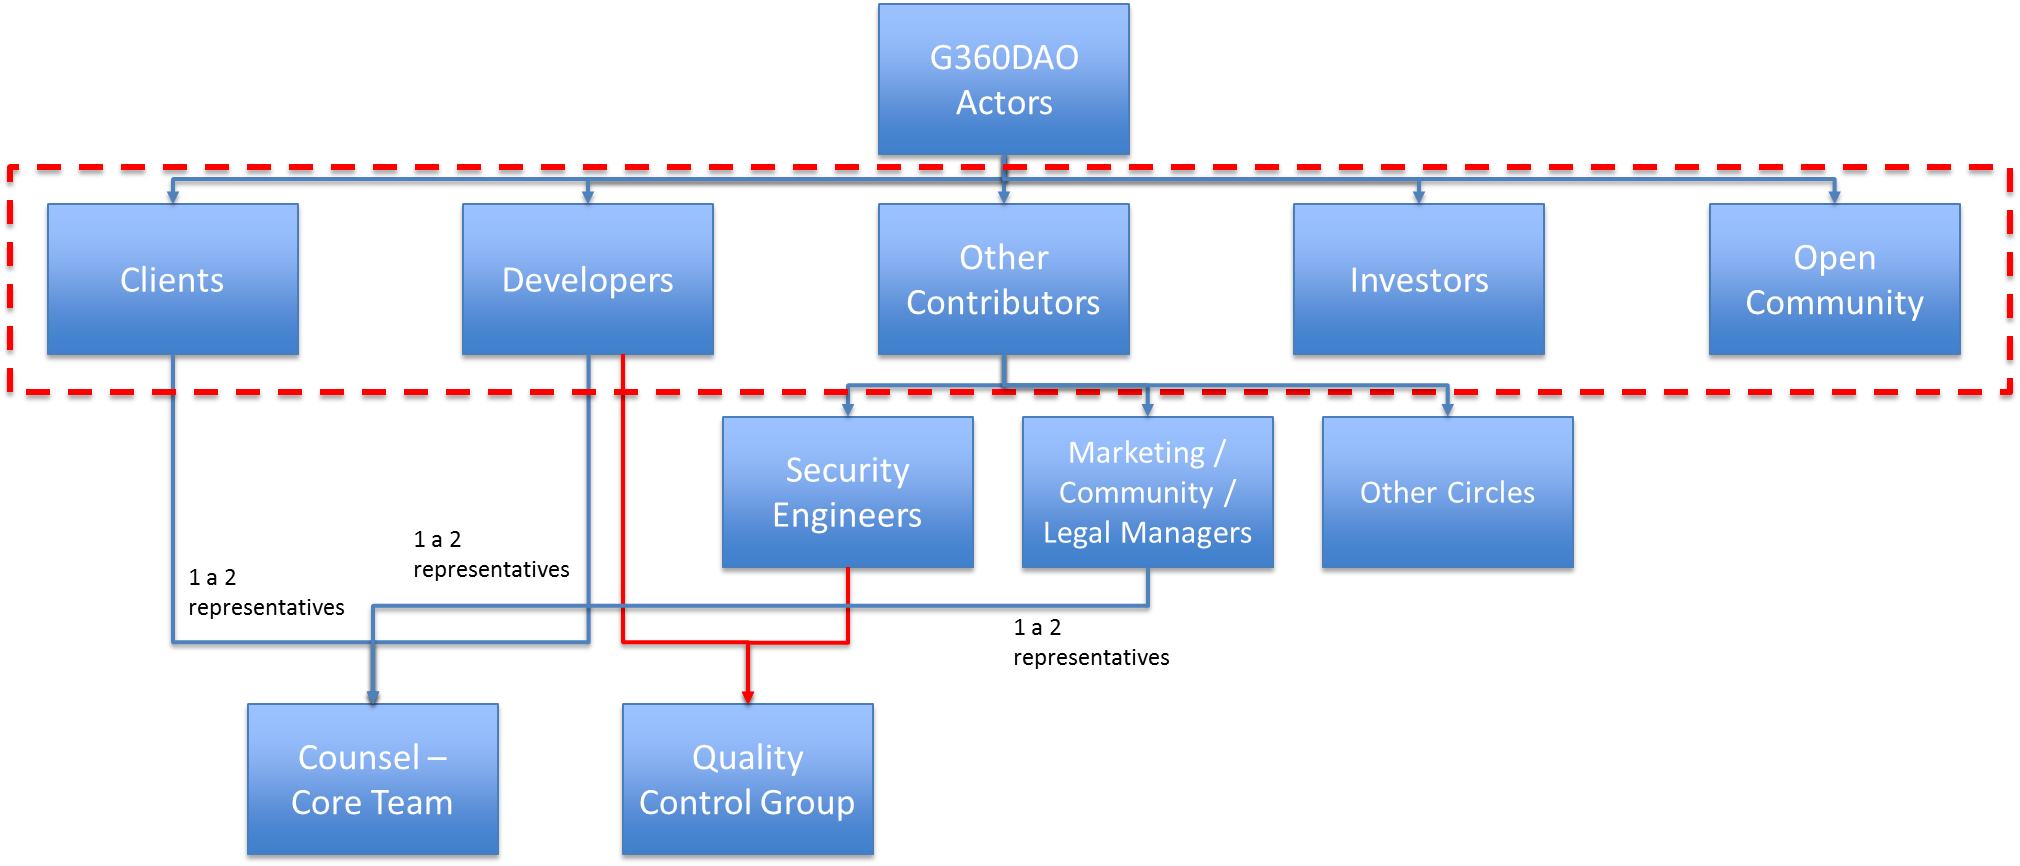 G360DAO
Actors
Clients
Developers
Other
Contributors
Investors
Open
Community
Security
Engineers
Marketing /
Community /
Legal Managers
Other Circles
1 a 2
representatives
1 a 2
representatives
1 a 2
representatives
Counsel –
Core Team
Quality
Control Group